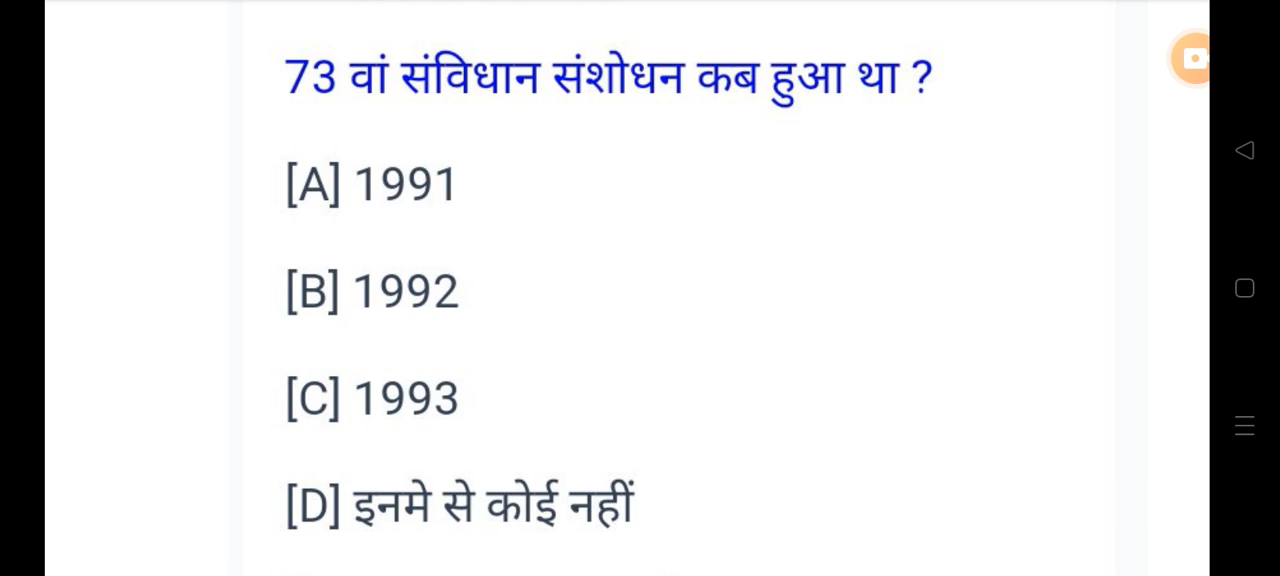 73 वां संविधान संशोधन कब हुआ था ?
[A] 1991
[B] 1992
[C] 1993
[D] इनमे से कोई नहीं